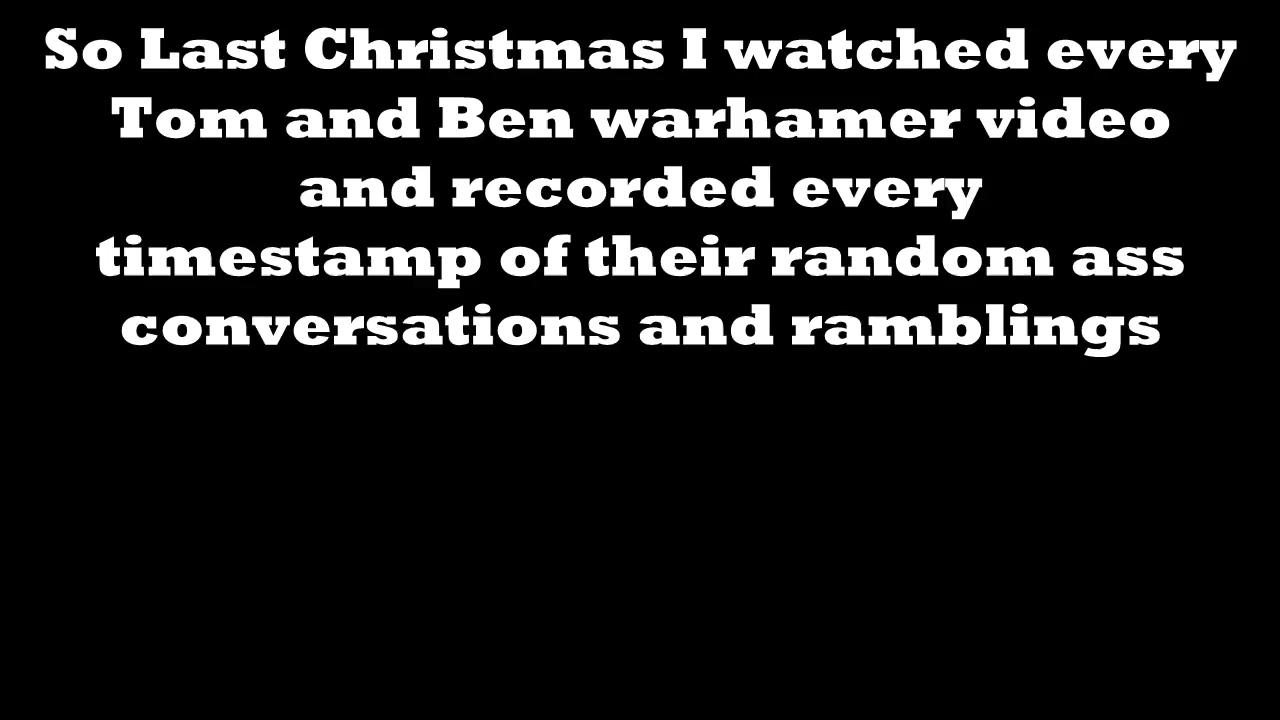 So Last Christmas I watched every
Tom and Ben warhamer video
and recorded every
timestamp of their random ass
conversations and ramblings